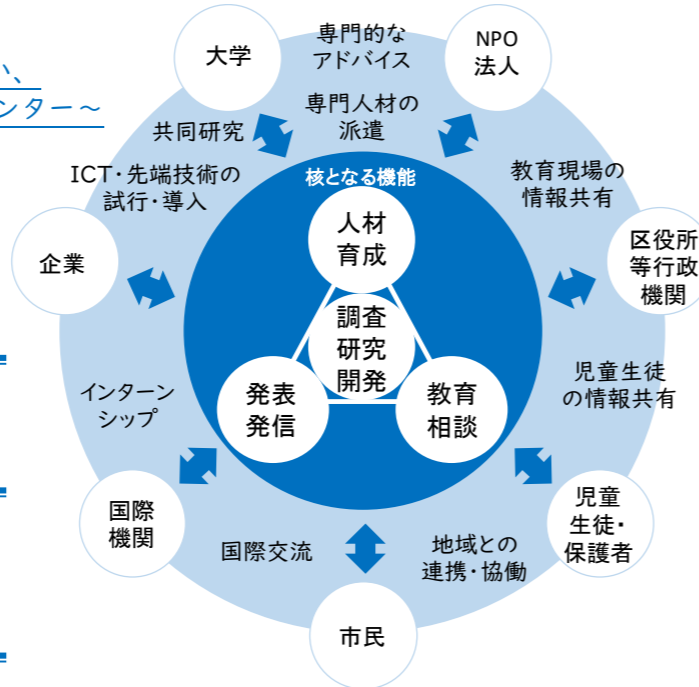 い、
ンター～
大学
専門的な
アドバイス
NPO
法人
共同研究
専門人材の
派遣
ICT・先端技術の
試行・導入
核となる機能
教育現場の
情報共有
企業
人材
育成
区役所
等行政
機関
調査
研究
開発
インターン
シップ
発表
発信
教育
相談
児童生徒
の情報共有
国際
機関
児童
生徒・
保護者
国際交流
地域との
連携・協働
市民